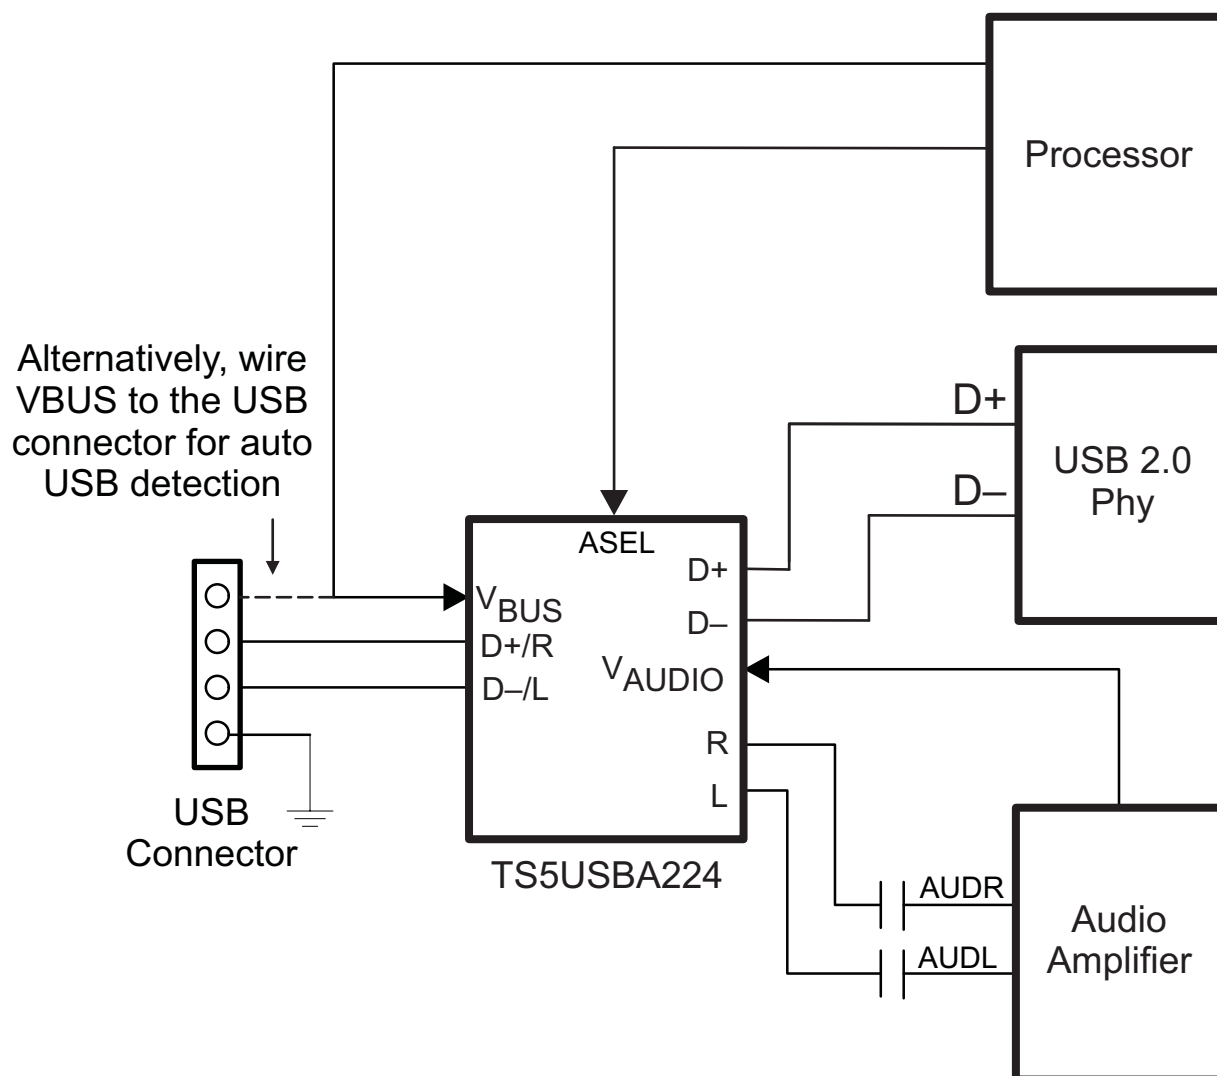 Processor
Alternatively, wire
VBUS to the USB
connector for auto
USB detection
D+
D–
USB 2.0
Phy
ASEL
D+
D–
VBUS
D+/R
D–/L
VAUDIO
R
L
USB
Connector
TS5USBA224
AUDR
AUDL
Audio
Amplifier